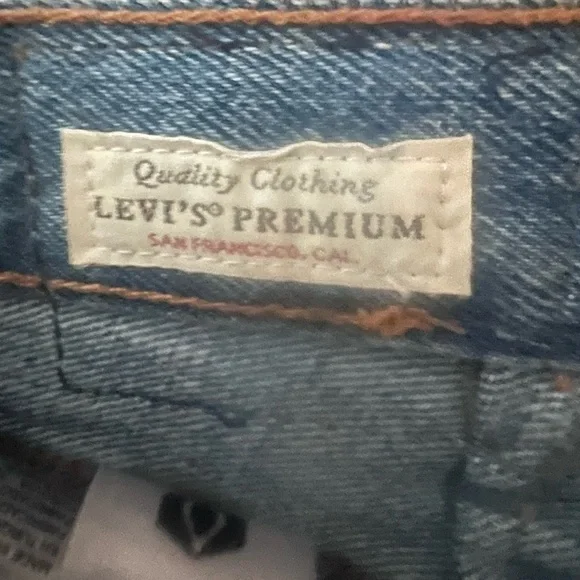 Quality Clothing
LEVI'S® PREMIUM
SAN FRANCISCO, CAL.